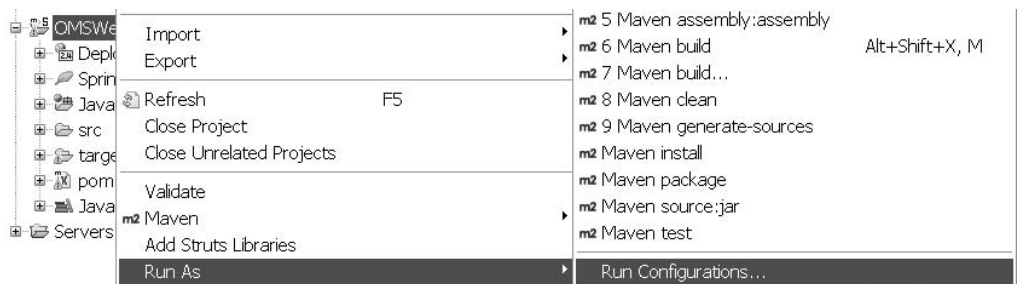 OMSWe
Deplo
Sprin
Java
src
targe
pom
Java
Servers
Import
Export
Refresh F5
Close Project
Close Unrelated Projects
Validate
m2 Maven
Add Struts Libraries
Run As
m2 5 Maven assembly:assembly
m2 6 Maven build Alt+Shift+X, M
m2 7 Maven build...
m2 8 Maven clean
m2 9 Maven generate-sources
m2 Maven install
m2 Maven package
m2 Maven source:jar
m2 Maven test
Run Configurations...